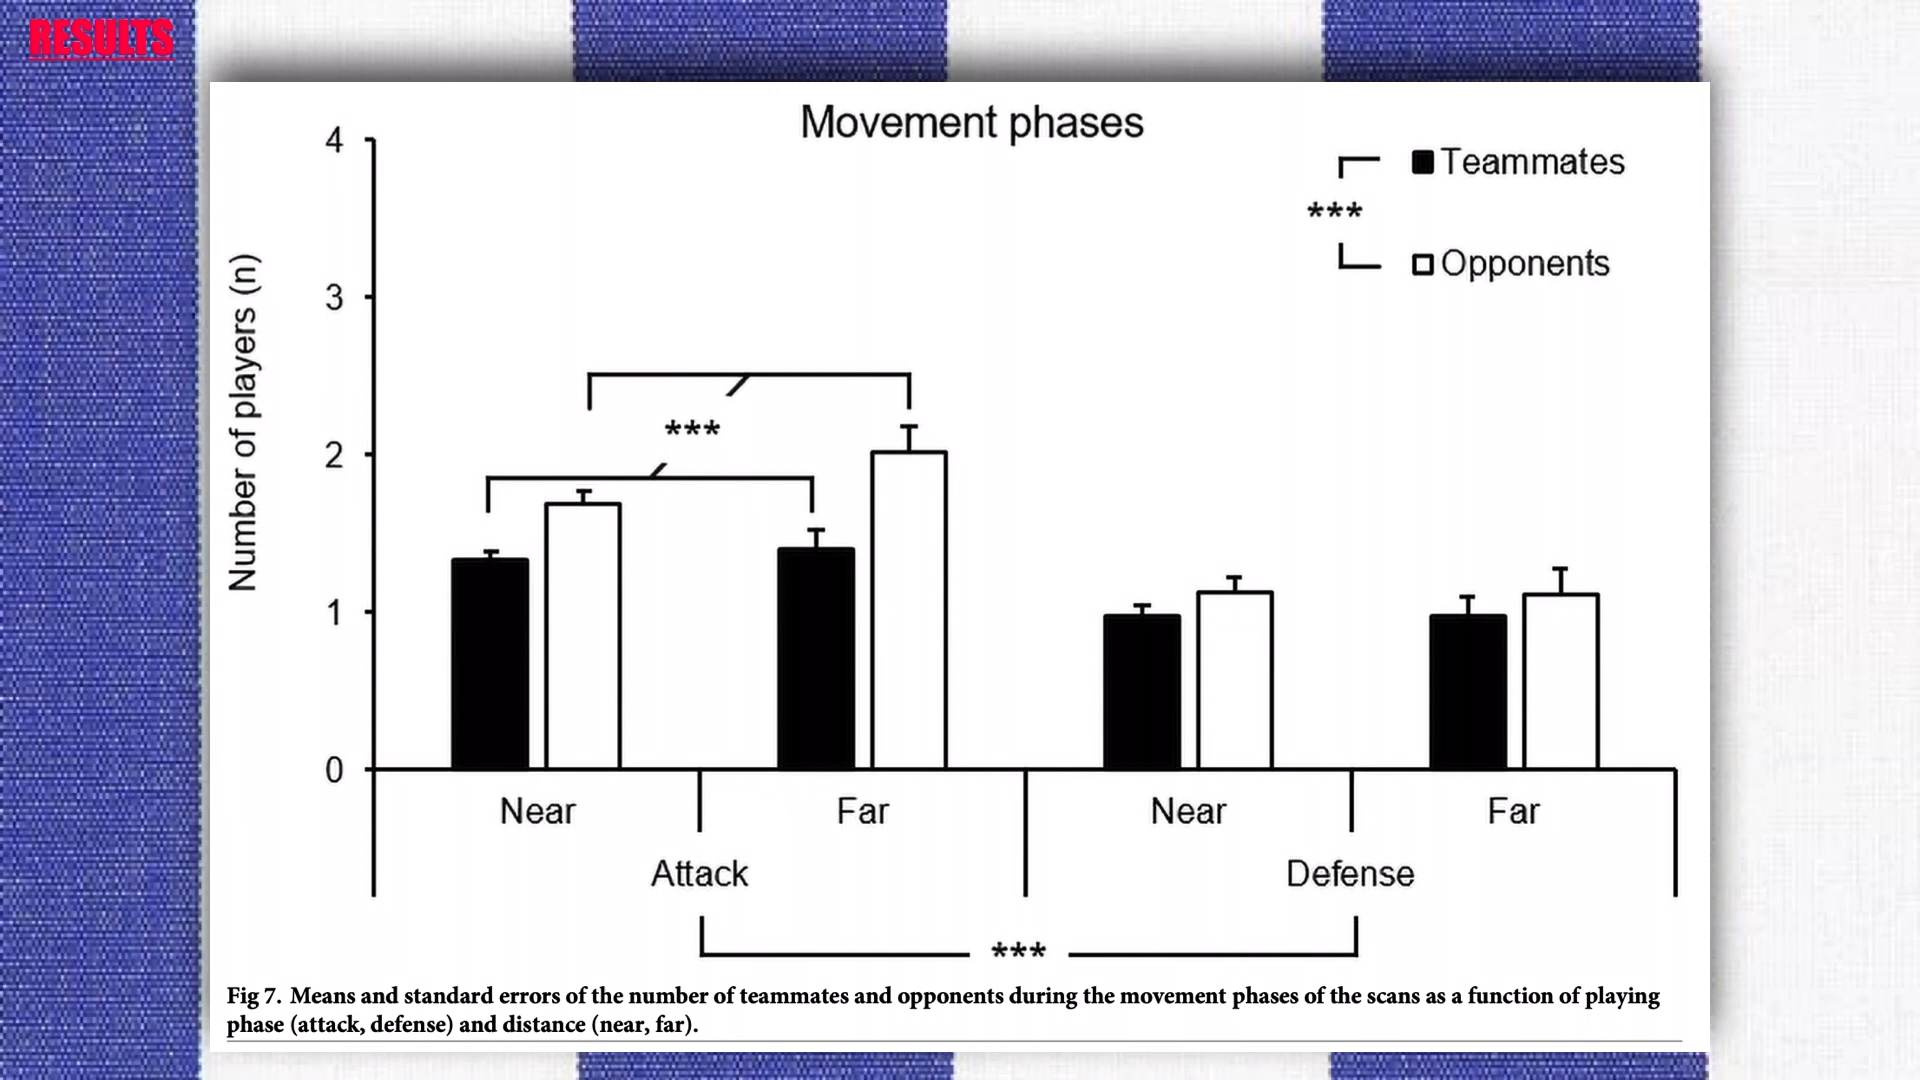 RESULTS
Movement phases
4
3
2
1
0
Number of players (n)
Teammates
***
Opponents
***
Near
Far
Near
Far
Attack
Defense
***
Fig 7. Means and standard errors of the number of teammates and opponents during the movement phases of the scans as a function of playing
phase (attack, defense) and distance (near, far).